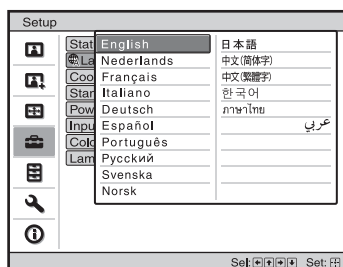 Setup
Stat
La
Coo
Star
Pow
Inpu
Colo
Lam
English
Nederlands
Français
Italiano
Deutsch
Español
Português
Русский
Svenska
Norsk
日本語
中文(简体字)
中文(繁體字)
한국어
ภาษาไทย
عربي
Sel: Set: